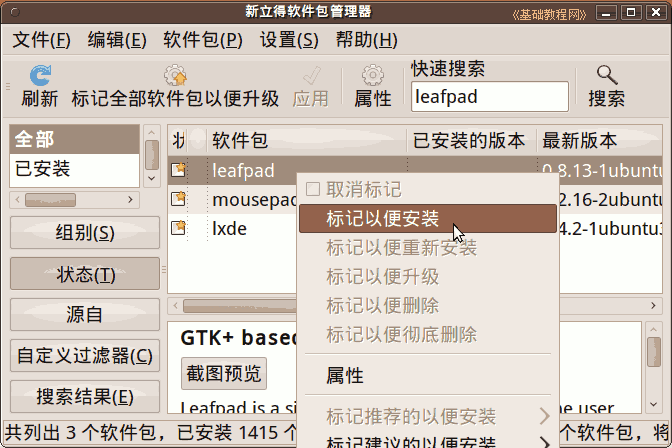 新立得软件包管理器
《基础教程网》
文件(F) 编辑(E) 软件包(P) 设置(S) 帮助(H)
快速搜索
刷新 标记全部软件包以便升级 应用 属性 leafpad 搜索
全部
已安装
软件包 已安装的版本 最新版本
leafpad 0.8.13-1ubuntu
mousepad 2.16-2ubuntu
lxde 4.2-1ubuntu
取消标记
标记以便安装
标记以便重新安装
标记以便升级
标记以便删除
标记以便彻底删除
属性
标记推荐的以便安装
标记建议的以便安装
组别(S)
状态(T)
源自
自定义过滤器(C)
搜索结果(E)
GTK+ based
截图预览
Leafpad is a si
e user
共列出 3 个软件包，已安装 1415 个
个软件包，将